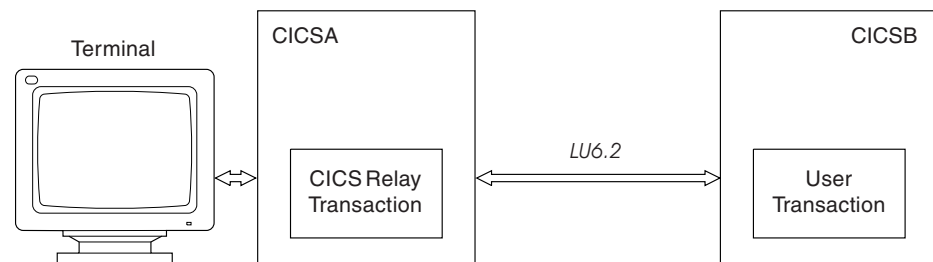 Terminal
CICSA
CICS Relay
Transaction
LU6.2
CICSB
User
Transaction